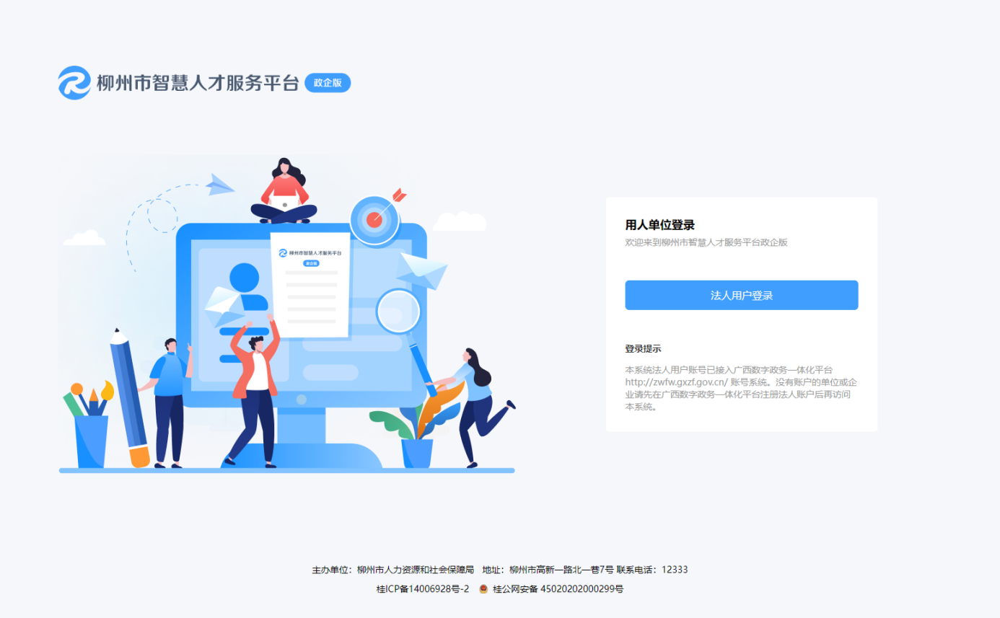 柳州市智慧人才服务平台 政企版
柳州市智慧人才服务平台
政企版
用人单位登录
欢迎来到柳州市智慧人才服务平台政企版
法人用户登录
登录提示
本系统法人用户账号已接入广西数字政务一体化平台
http://zwfw.gxzf.gov.cn/ 账号系统。没有账户的单位或企
业请先在广西数字政务一体化平台注册法人账户后再访问
本系统。
主办单位：柳州市人力资源和社会保障局 地址：柳州市高新一路北一巷7号 联系电话：12333
桂ICP备14006928号-2 桂公网安备 45020202000299号